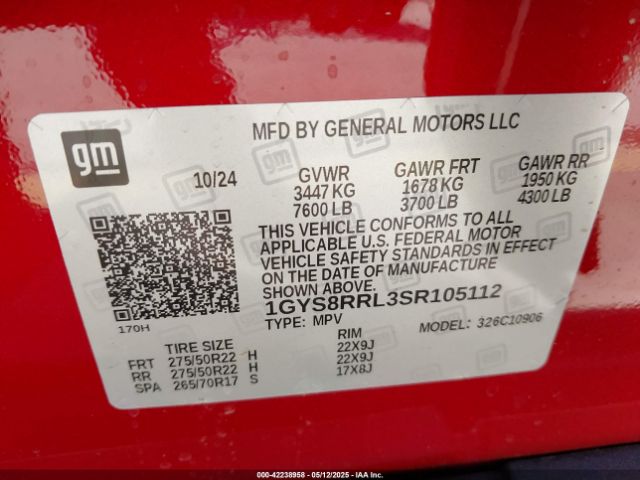 gm
MFD BY GENERAL MOTORS LLC
10/24
GVWR
3447 KG
7600 LB
GAWR FRT
1678 KG
3700 LB
GAWR RR
1950 KG
4300 LB
THIS VEHICLE CONFORMS TO ALL
APPLICABLE U.S. FEDERAL MOTOR
VEHICLE SAFETY STANDARDS IN EFFECT
ON THE DATE OF MANUFACTURE
SHOWN ABOVE.
1GYS8RRL3SR105112
TYPE: MPV
MODEL: 326C10906
170H
TIRE SIZE RIM
FRT 275/50R22 H 22X9J
RR 275/50R22 H 22X9J
SPA 265/70R17 S 17X8J
000-42238958 - 05/12/2025 - IAA Inc.